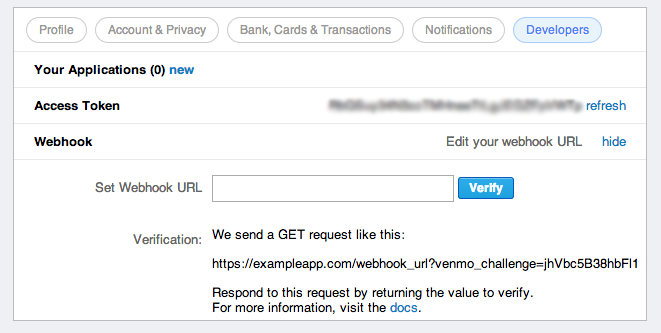 Profile Account & Privacy Bank, Cards & Transactions Notifications Developers
Your Applications (0) new
Access Token refresh
Webhook Edit your webhook URL hide
Set Webhook URL Verify
Verification: We send a GET request like this:
https://exampleapp.com/webhook_url?venmo_challenge=jhVbc5B38hbFl1
Respond to this request by returning the value to verify.
For more information, visit the docs.